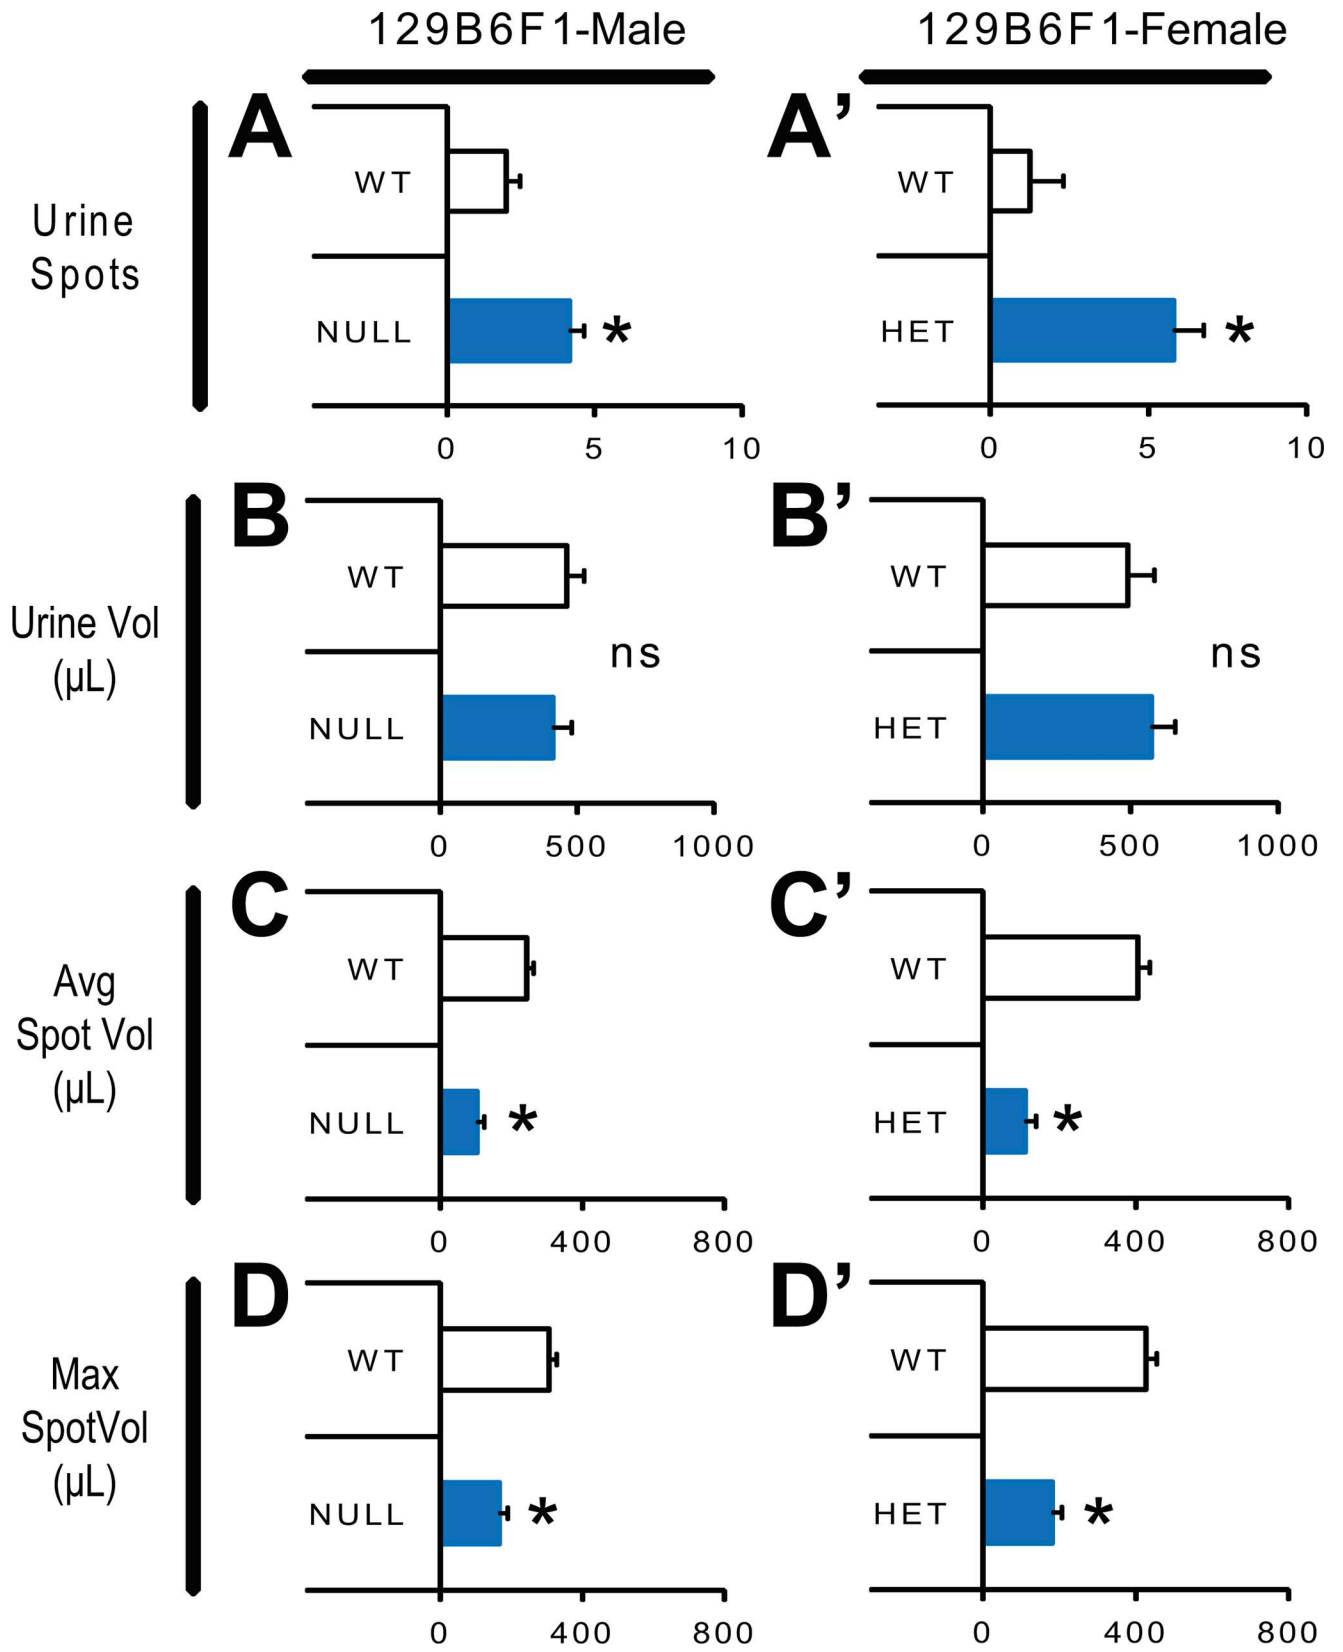 129B6F1-Male
129B6F1-Female
A
A’
Urine
Spots
WT
WT
NULL
*
HET
*
0 5 10
0 5 10
B
B’
Urine Vol
(µL)
WT
WT
ns
ns
NULL
HET
0 500 1000
0 500 1000
C
C’
Avg
Spot Vol
(µL)
WT
WT
NULL
*
HET
*
0 400 800
0 400 800
D
D’
Max
SpotVol
(µL)
WT
WT
NULL
*
HET
*
0 400 800
0 400 800